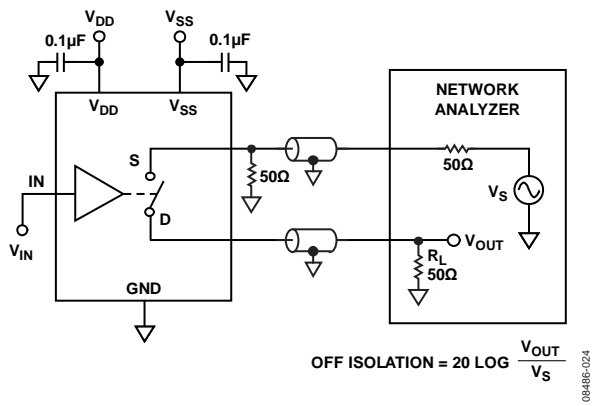 VDD
VSS
0.1µF
0.1µF
VDD
VSS
NETWORK
ANALYZER
S
50Ω
50Ω
VS
IN
D
VIN
VOUT
RL
50Ω
GND
OFF ISOLATION = 20 LOG VOUT
VS
08486-024